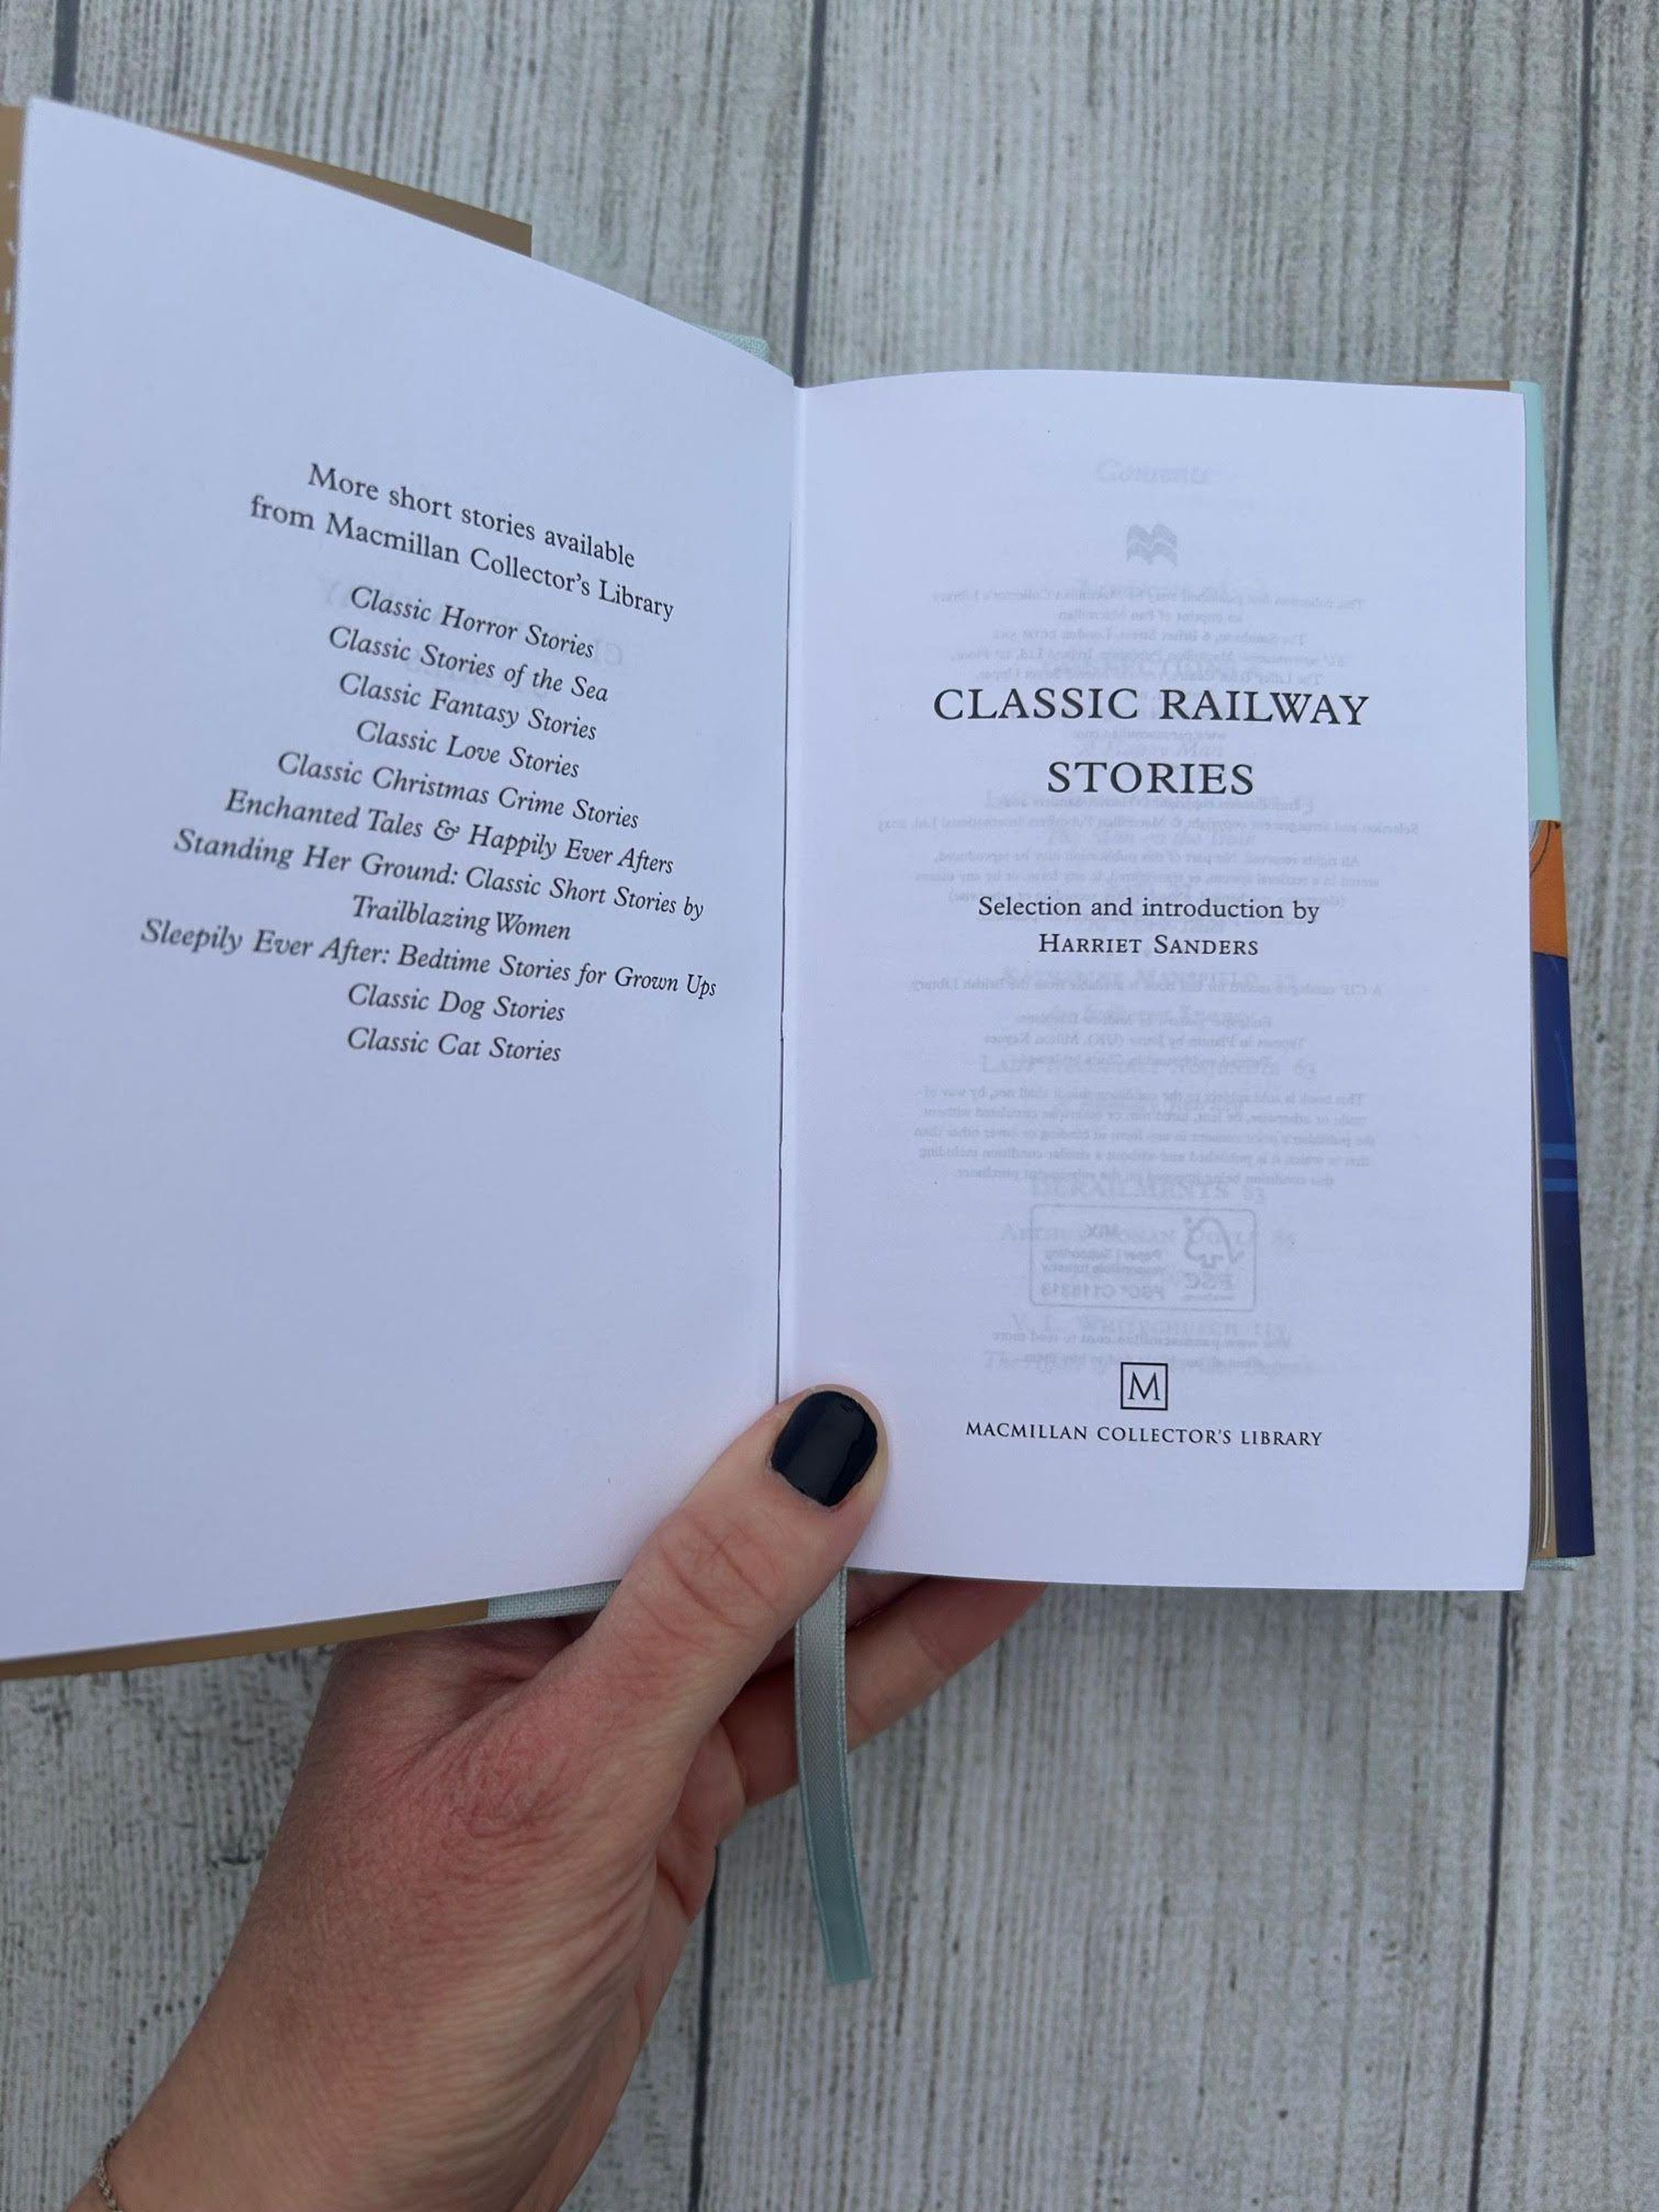 More short stories available
from Macmillan Collector's Library
Classic Horror Stories
Classic Stories of the Sea
Classic Fantasy Stories
Classic Love Stories
Classic Christmas Crime Stories
Enchanted Tales & Happily Ever Afters
Standing Her Ground: Classic Short Stories by
Trailblazing Women
Sleepily Ever After: Bedtime Stories for Grown Ups
Classic Dog Stories
Classic Cat Stories
CLASSIC RAILWAY
STORIES
Selection and introduction by
HARRIET SANDERS
M
MACMILLAN COLLECTOR'S LIBRARY